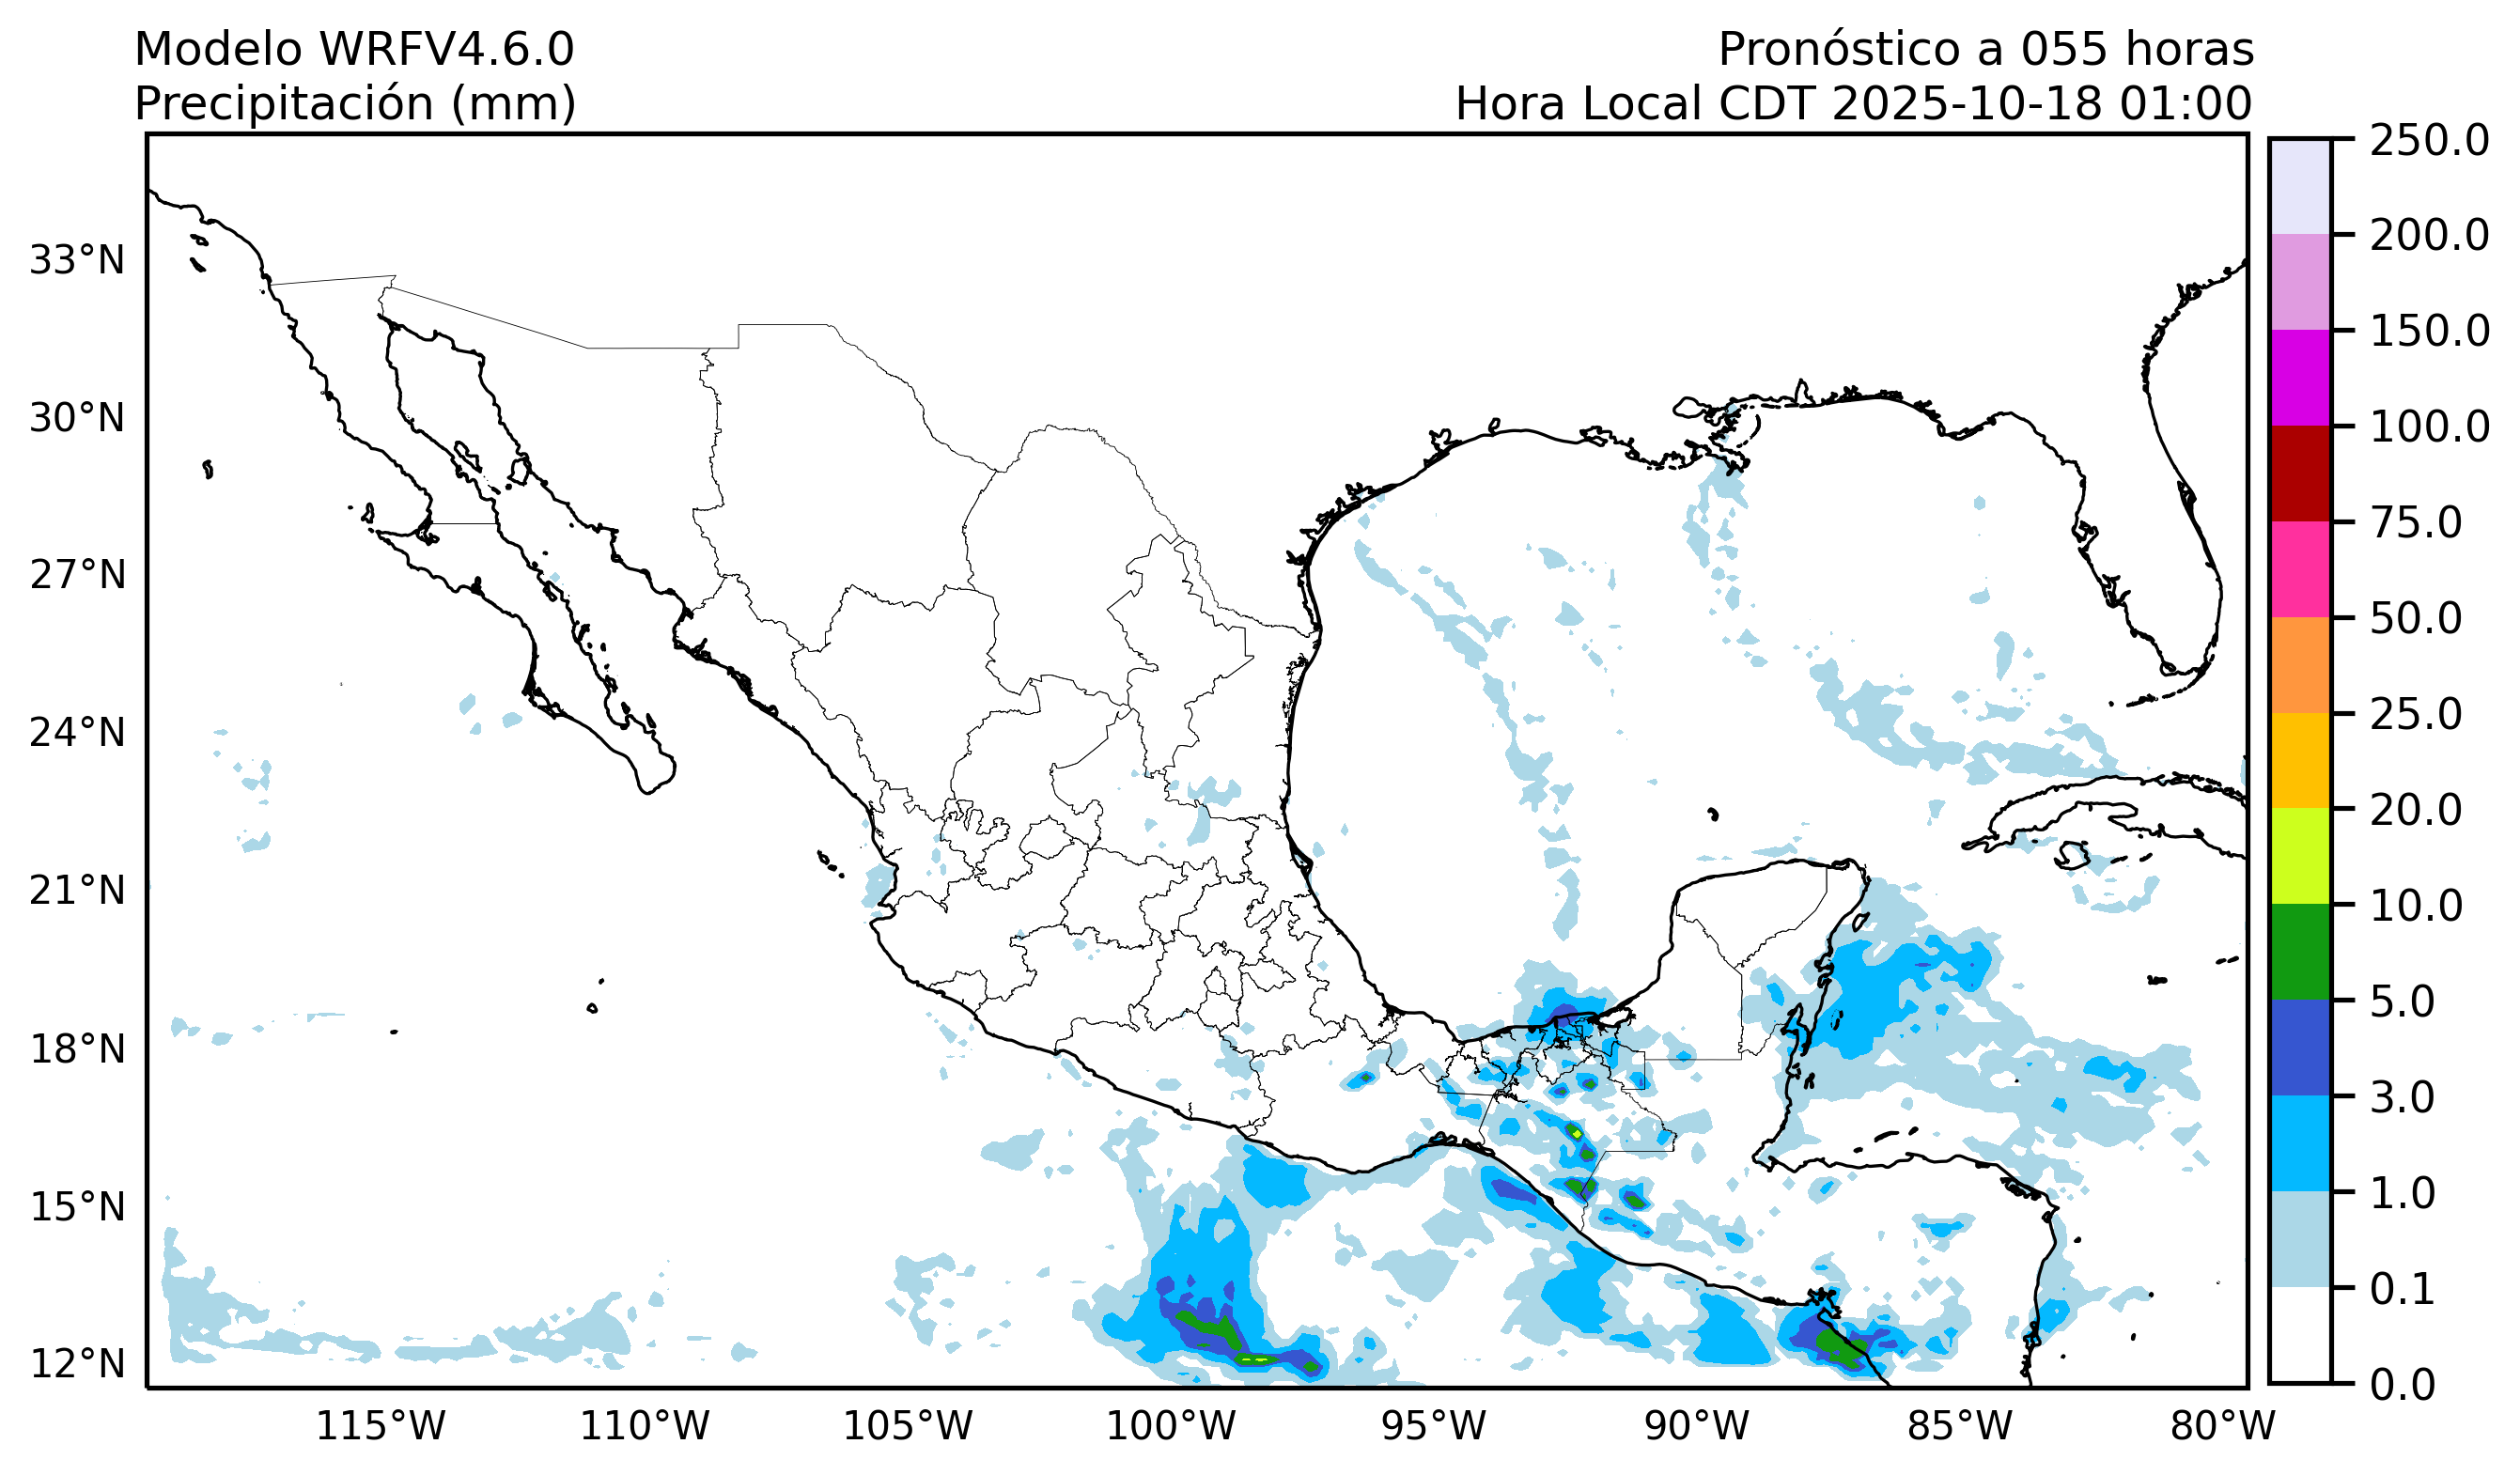 Modelo WRFV4.6.0
Precipitación (mm)
Pronóstico a 055 horas
Hora Local CDT 2025-10-18 01:00
33°N
30°N
27°N
24°N
21°N
18°N
15°N
12°N
115°W
110°W
105°W
100°W
95°W
90°W
85°W
80°W
250.0
200.0
150.0
100.0
75.0
50.0
25.0
20.0
10.0
5.0
3.0
1.0
0.1
0.0